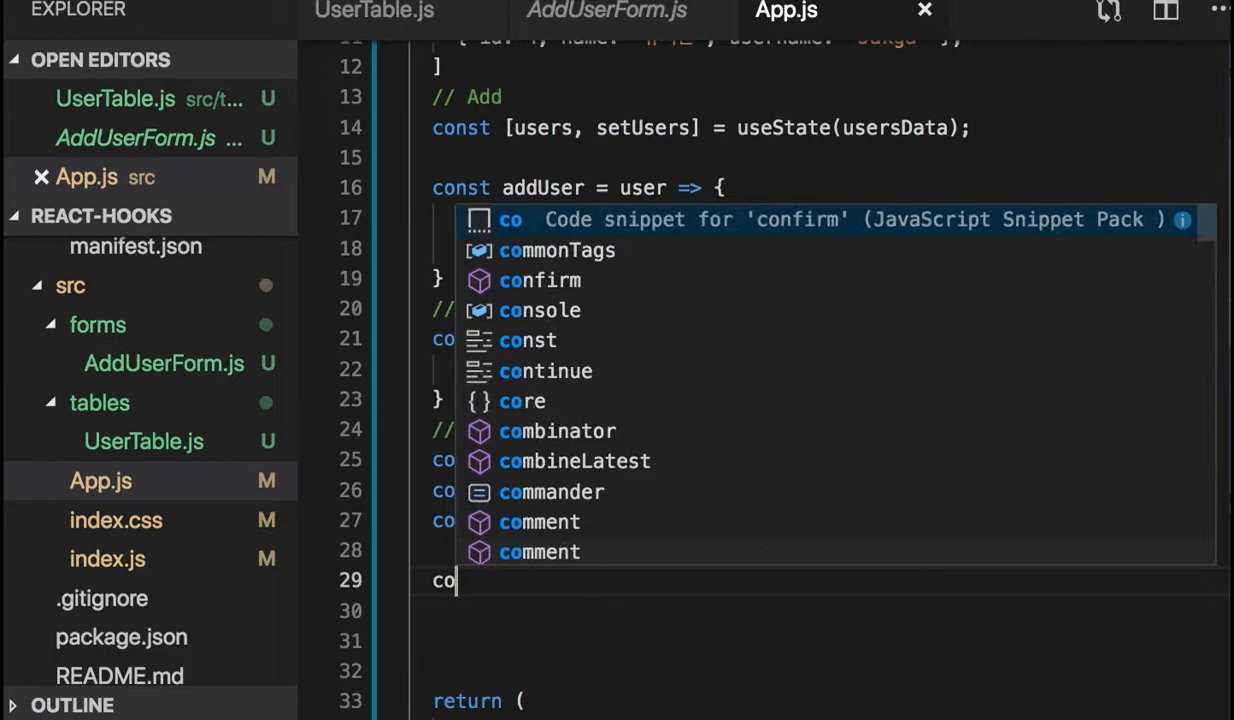 EXPLORER
UserTable.js
AddUserForm.js
App.js
OPEN EDITORS
UserTable.js src/t... U
AddUserForm.js ... U
App.js src M
REACT-HOOKS
manifest.json
src
forms
AddUserForm.js U
tables
UserTable.js U
App.js M
index.css M
index.js M
.gitignore
package.json
README.md
OUTLINE
12 ]
13 // Add
14 const [users, setUsers] = useState(usersData);
15
16 const addUser = user => {
17
18
19 }
20 //
21 co
22
23 }
24 //
25 co
26 co
27 co
28
29 co
30
31
32
33 return (
co Code snippet for 'confirm' (JavaScript Snippet Pack )
commonTags
confirm
console
const
continue
core
combinator
combineLatest
commander
comment
comment